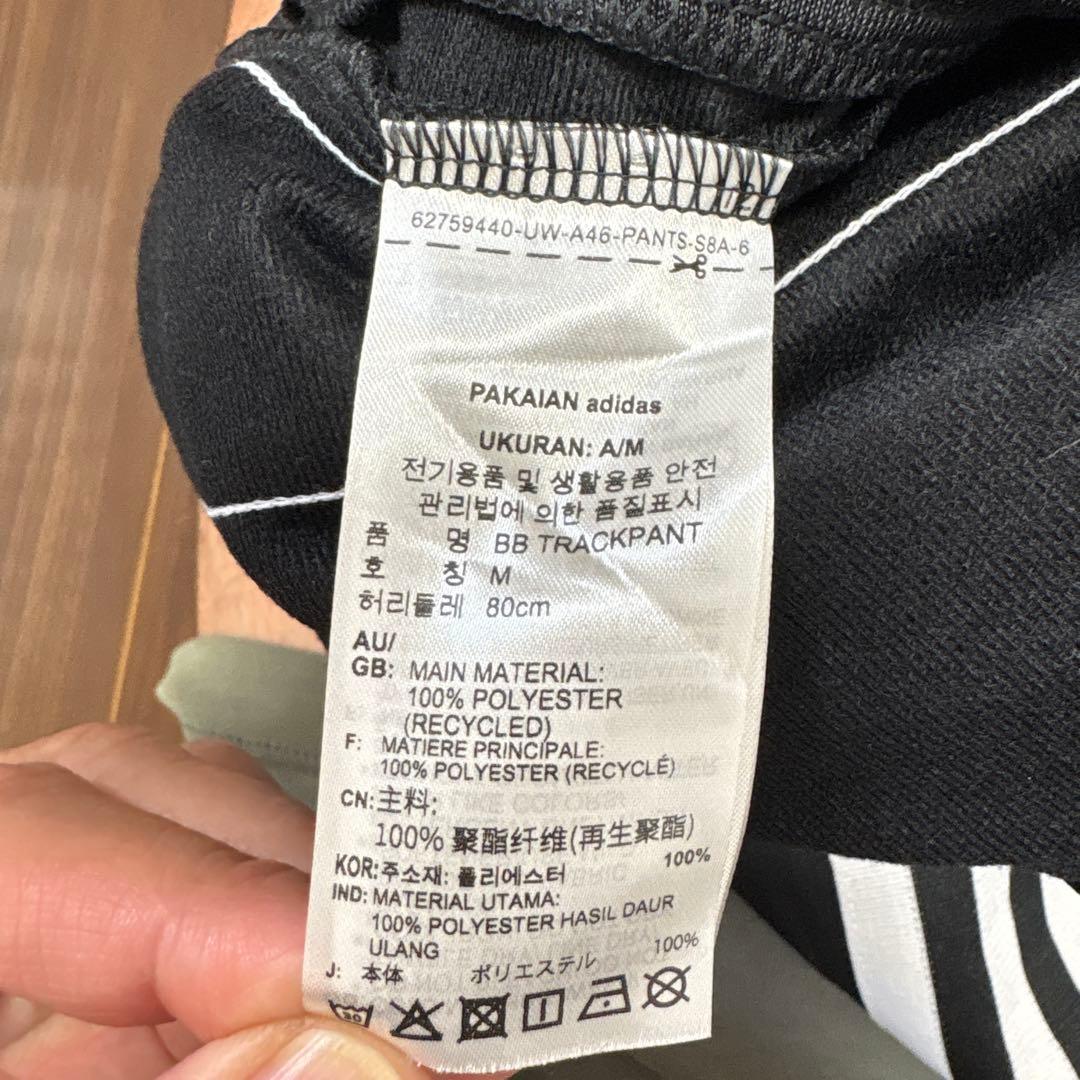 62759440-UW-A46-PANTS-S8A-6
PAKAIAN adidas
UKURAN: A/M
전기용품 및 생활용품 안전
관리법에 의한 품질표시
품 명 BB TRACKPANT
호 칭 M
허리둘레 80cm
AU/
GB: MAIN MATERIAL:
100% POLYESTER
(RECYCLED)
F: MATIERE PRINCIPALE:
100% POLYESTER (RECYCLÉ)
CN:主料:
100% 聚酯纤维(再生聚酯)
KOR:주소재: 폴리에스터 100%
IND: MATERIAL UTAMA:
100% POLYESTER HASIL DAUR
ULANG
J: 本体 ポリエステル 100%
30